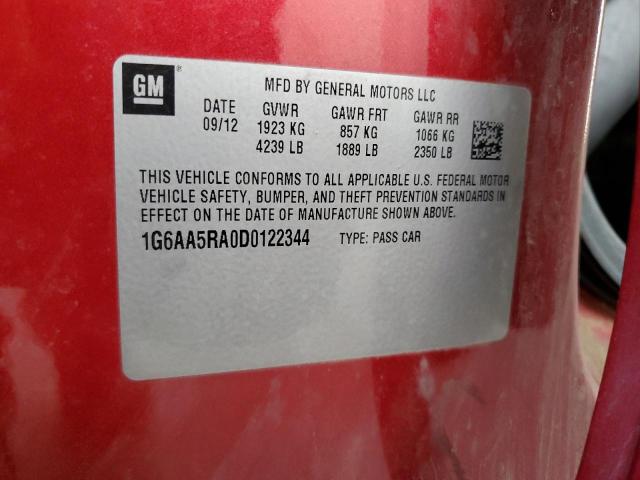 GM ®
MFD BY GENERAL MOTORS LLC
DATE GVWR GAWR FRT GAWR RR
09/12 1923 KG 857 KG 1066 KG
4239 LB 1889 LB 2350 LB
THIS VEHICLE CONFORMS TO ALL APPLICABLE U.S. FEDERAL MOTOR
VEHICLE SAFETY, BUMPER, AND THEFT PREVENTION STANDARDS IN
EFFECT ON THE DATE OF MANUFACTURE SHOWN ABOVE.
1G6AA5RA0D0122344 TYPE: PASS CAR